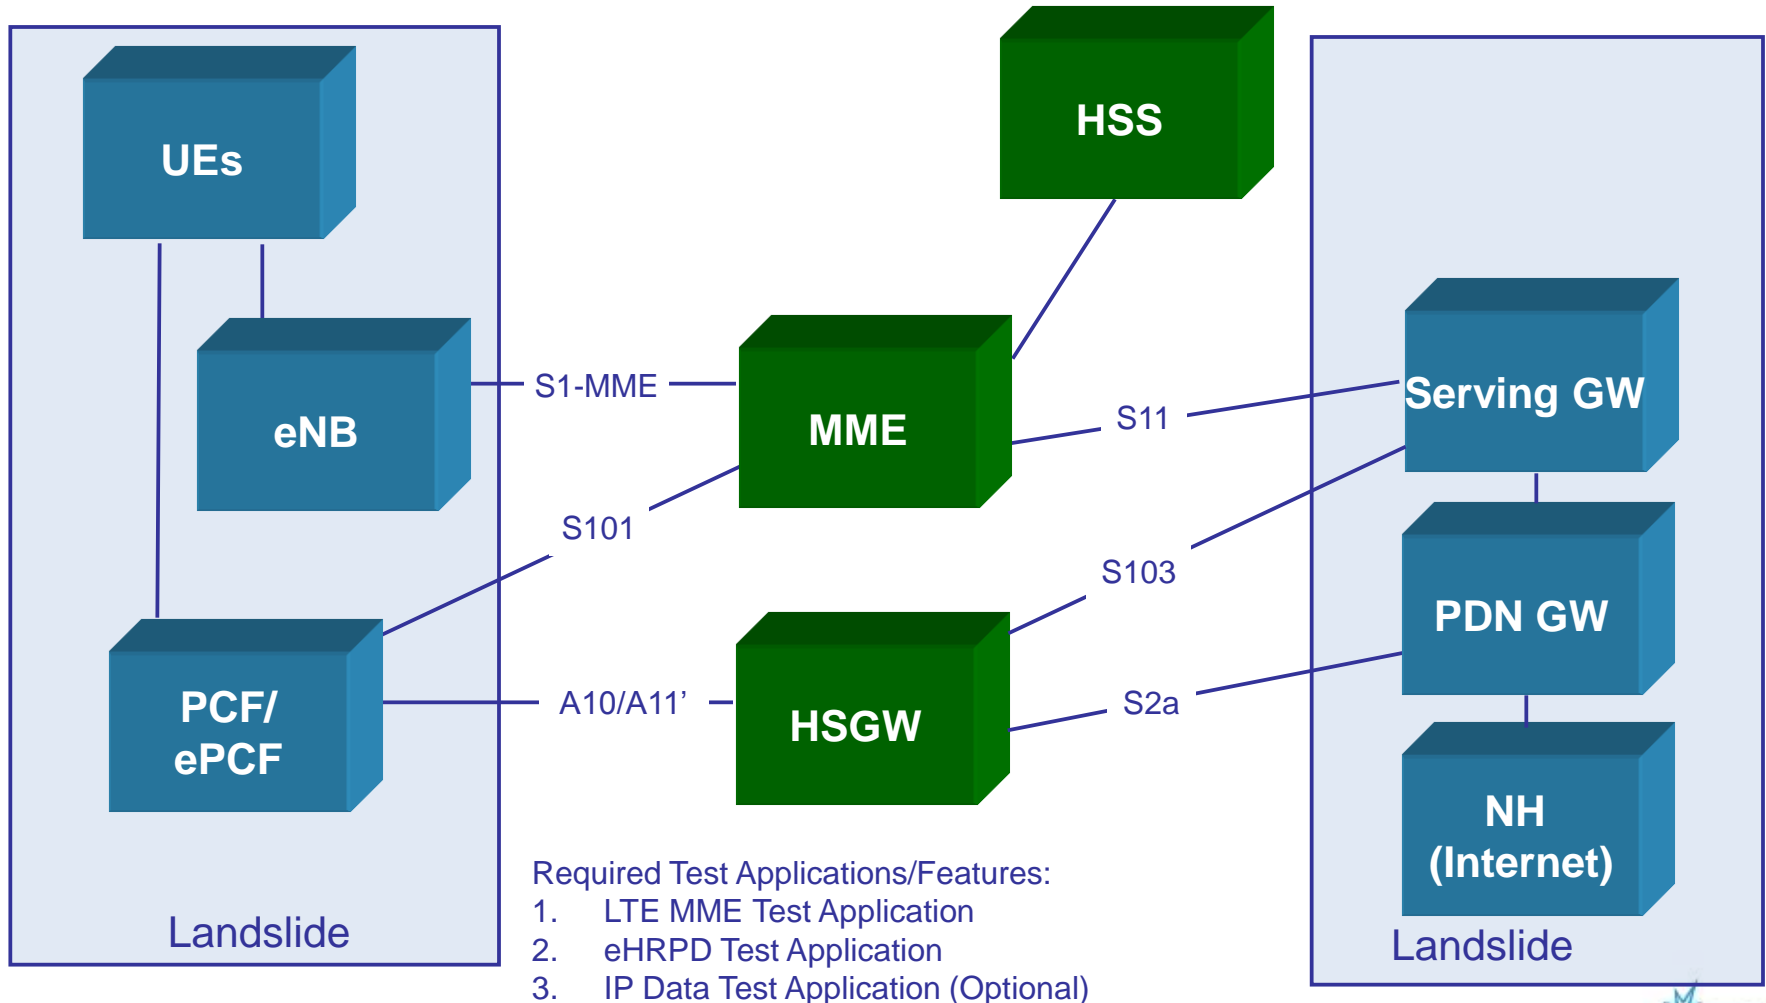 UEs
HSS
eNB
S1-MME
MME
S11
Serving GW
S101
S103
PDN GW
PCF/
ePCF
A10/A11’
HSGW
S2a
NH
(Internet)
Landslide
Required Test Applications/Features:
1. LTE MME Test Application
2. eHRPD Test Application
3. IP Data Test Application (Optional)
Landslide